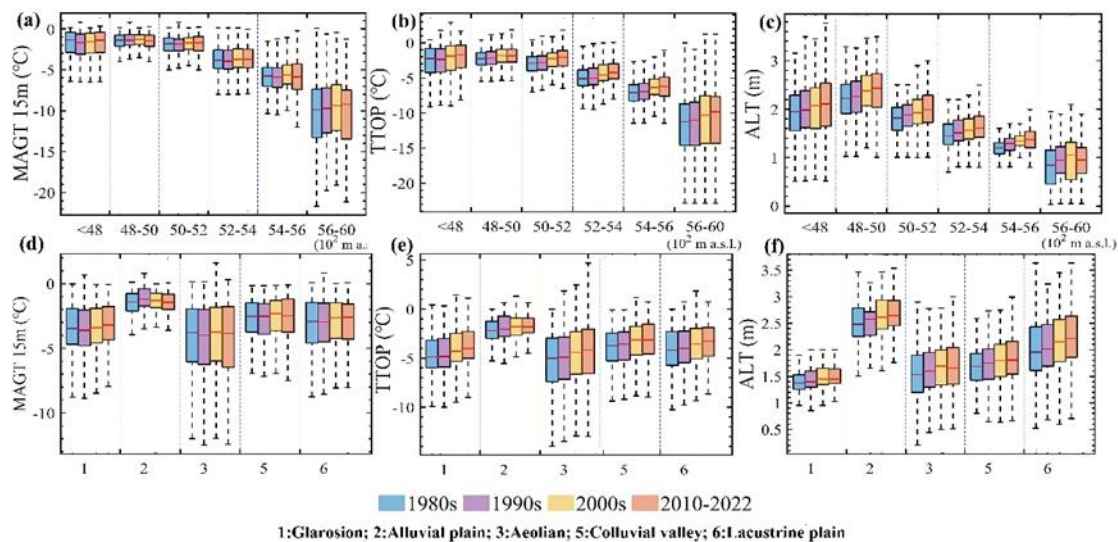 (a)
(b)
(c)
MAGT 15m (°C)
0
-5
-10
-15
-20
TTOP (°C)
0
-5
-10
-15
-20
ALT (m)
3
2
1
0
<48 48-50 50-52 52-54 54-56 56-60
<48 48-50 50-52 52-54 54-56 56-60
<48 48-50 50-52 52-54 54-56 56-60
(10² m a.:
(10² m a.s.l.)
(10² m a.s.l.)
(d)
(e)
(f)
MAGT 15m (°C)
0
-5
-10
TTOP (°C)
0
-5
-10
ALT (m)
3.5
3
2.5
2
1.5
1
0.5
1 2 3 5 6
1 2 3 5 6
1 2 3 5 6
1980s 1990s 2000s 2010-2022
1:Glarosion; 2:Alluvial plain; 3:Aeolian; 5:Colluvial valley; 6:Lacustrine plain